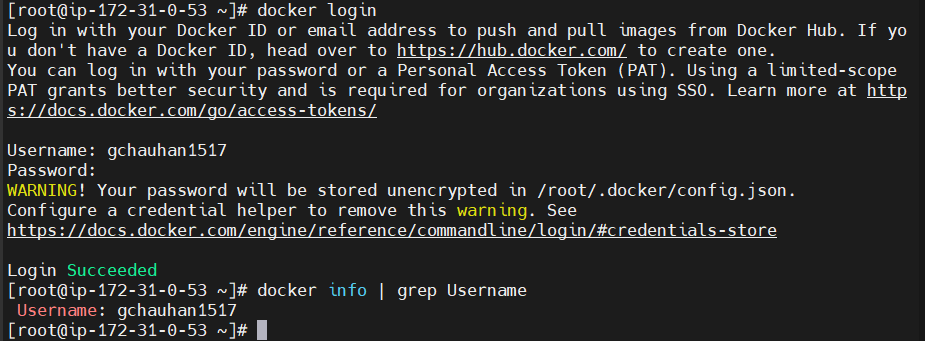 [root@ip-172-31-0-53 ~]# docker login
Log in with your Docker ID or email address to push and pull images from Docker Hub. If yo
u don't have a Docker ID, head over to https://hub.docker.com/ to create one.
You can log in with your password or a Personal Access Token (PAT). Using a limited-scope
PAT grants better security and is required for organizations using SSO. Learn more at http
s://docs.docker.com/go/access-tokens/

Username: gchauhan1517
Password:
WARNING! Your password will be stored unencrypted in /root/.docker/config.json.
Configure a credential helper to remove this warning. See
https://docs.docker.com/engine/reference/commandline/login/#credentials-store

Login Succeeded
[root@ip-172-31-0-53 ~]# docker info | grep Username
 Username: gchauhan1517
[root@ip-172-31-0-53 ~]#